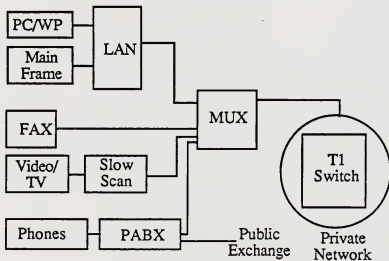 PC/WP
Main
Frame
LAN
FAX
MUX
Video/
TV
Slow
Scan
T1
Switch
Phones
PABX
Public
Exchange
Private
Network